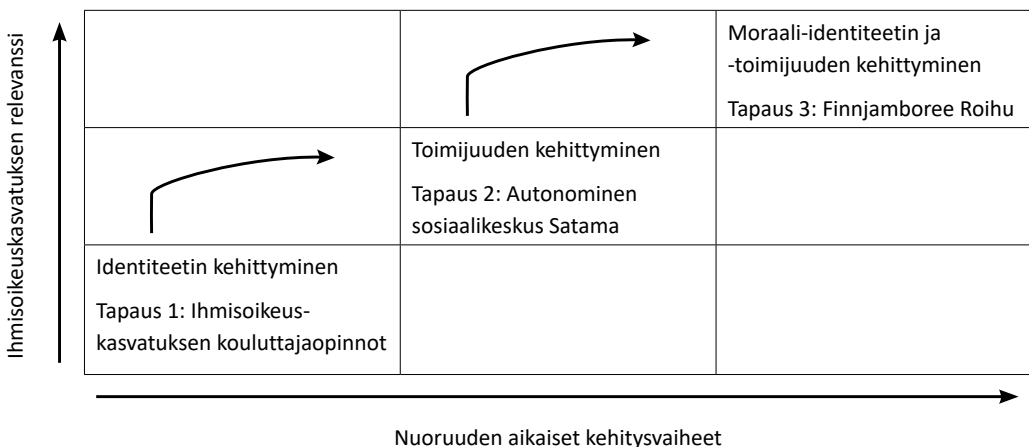 Ihmisoikeuskasvatuksen relevanssi
Moraali-identiteetin ja
-toimijuuden kehittyminen
Tapaus 3: Finnjamboree Roihu
Toimijuuden kehittyminen
Tapaus 2: Autonominen
sosiaalikeskus Satama
Identiteetin kehittyminen
Tapaus 1: Ihmisoikeus-
kasvatuksen kouluttajaopinnot
Nuoruuden aikaiset kehitysvaiheet